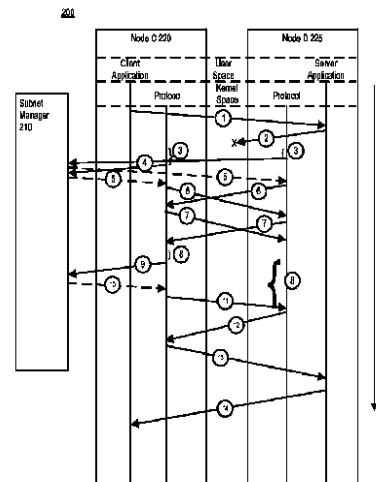 200
Node C 220
Node D 225
Client
Application
User
Space
Server
Application
Kernel
Space
Protocol
Protocol
Subnet
Manager
210
1
2
3
3
4
5
5
6
6
7
7
8
8
9
10
11
12
13
14
x